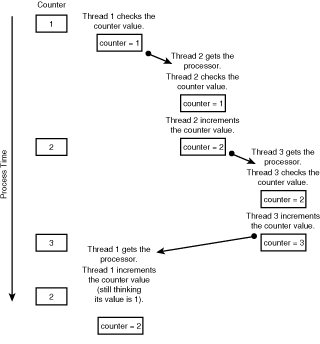 Counter
Thread 1 checks the
counter value.
1
counter = 1
Thread 2 gets the
processor.
Thread 2 checks the
counter value.
counter = 1
Thread 2 increments
the counter value.
2
counter = 2
Thread 3 gets the
processor.
Thread 3 checks the
counter value.
counter = 2
Process Time
Thread 3 increments
the counter value.
3
counter = 3
Thread 1 gets the
processor.
Thread 1 increments
the counter value
(still thinking
its value is 1).
2
counter = 2